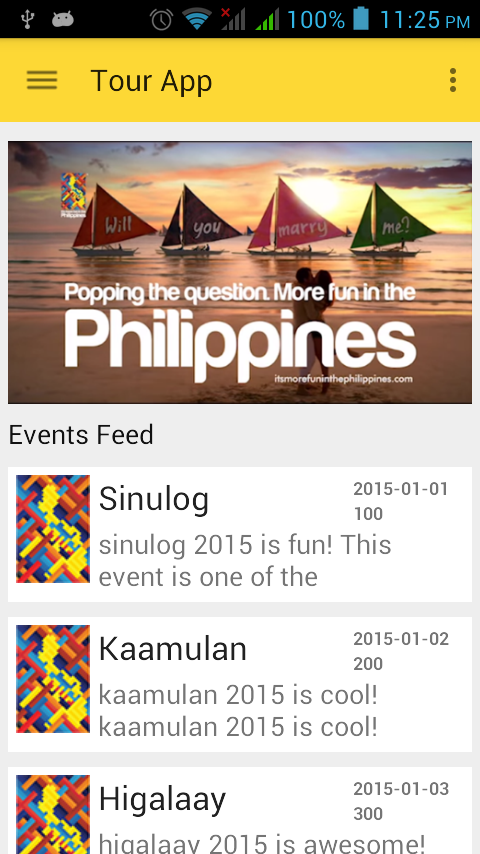 100% 11:25 PM
Tour App
Will you marry me?
Philippines
Popping the question. More fun in the
Philippines
itsmorefuninthephilippines.com
Events Feed
Sinulog
2015-01-01
100
sinulog 2015 is fun! This
event is one of the
Kaamulan
2015-01-02
200
kaamulan 2015 is cool!
kaamulan 2015 is cool!
Higalaay
2015-01-03
300
higalaay 2015 is awesome!